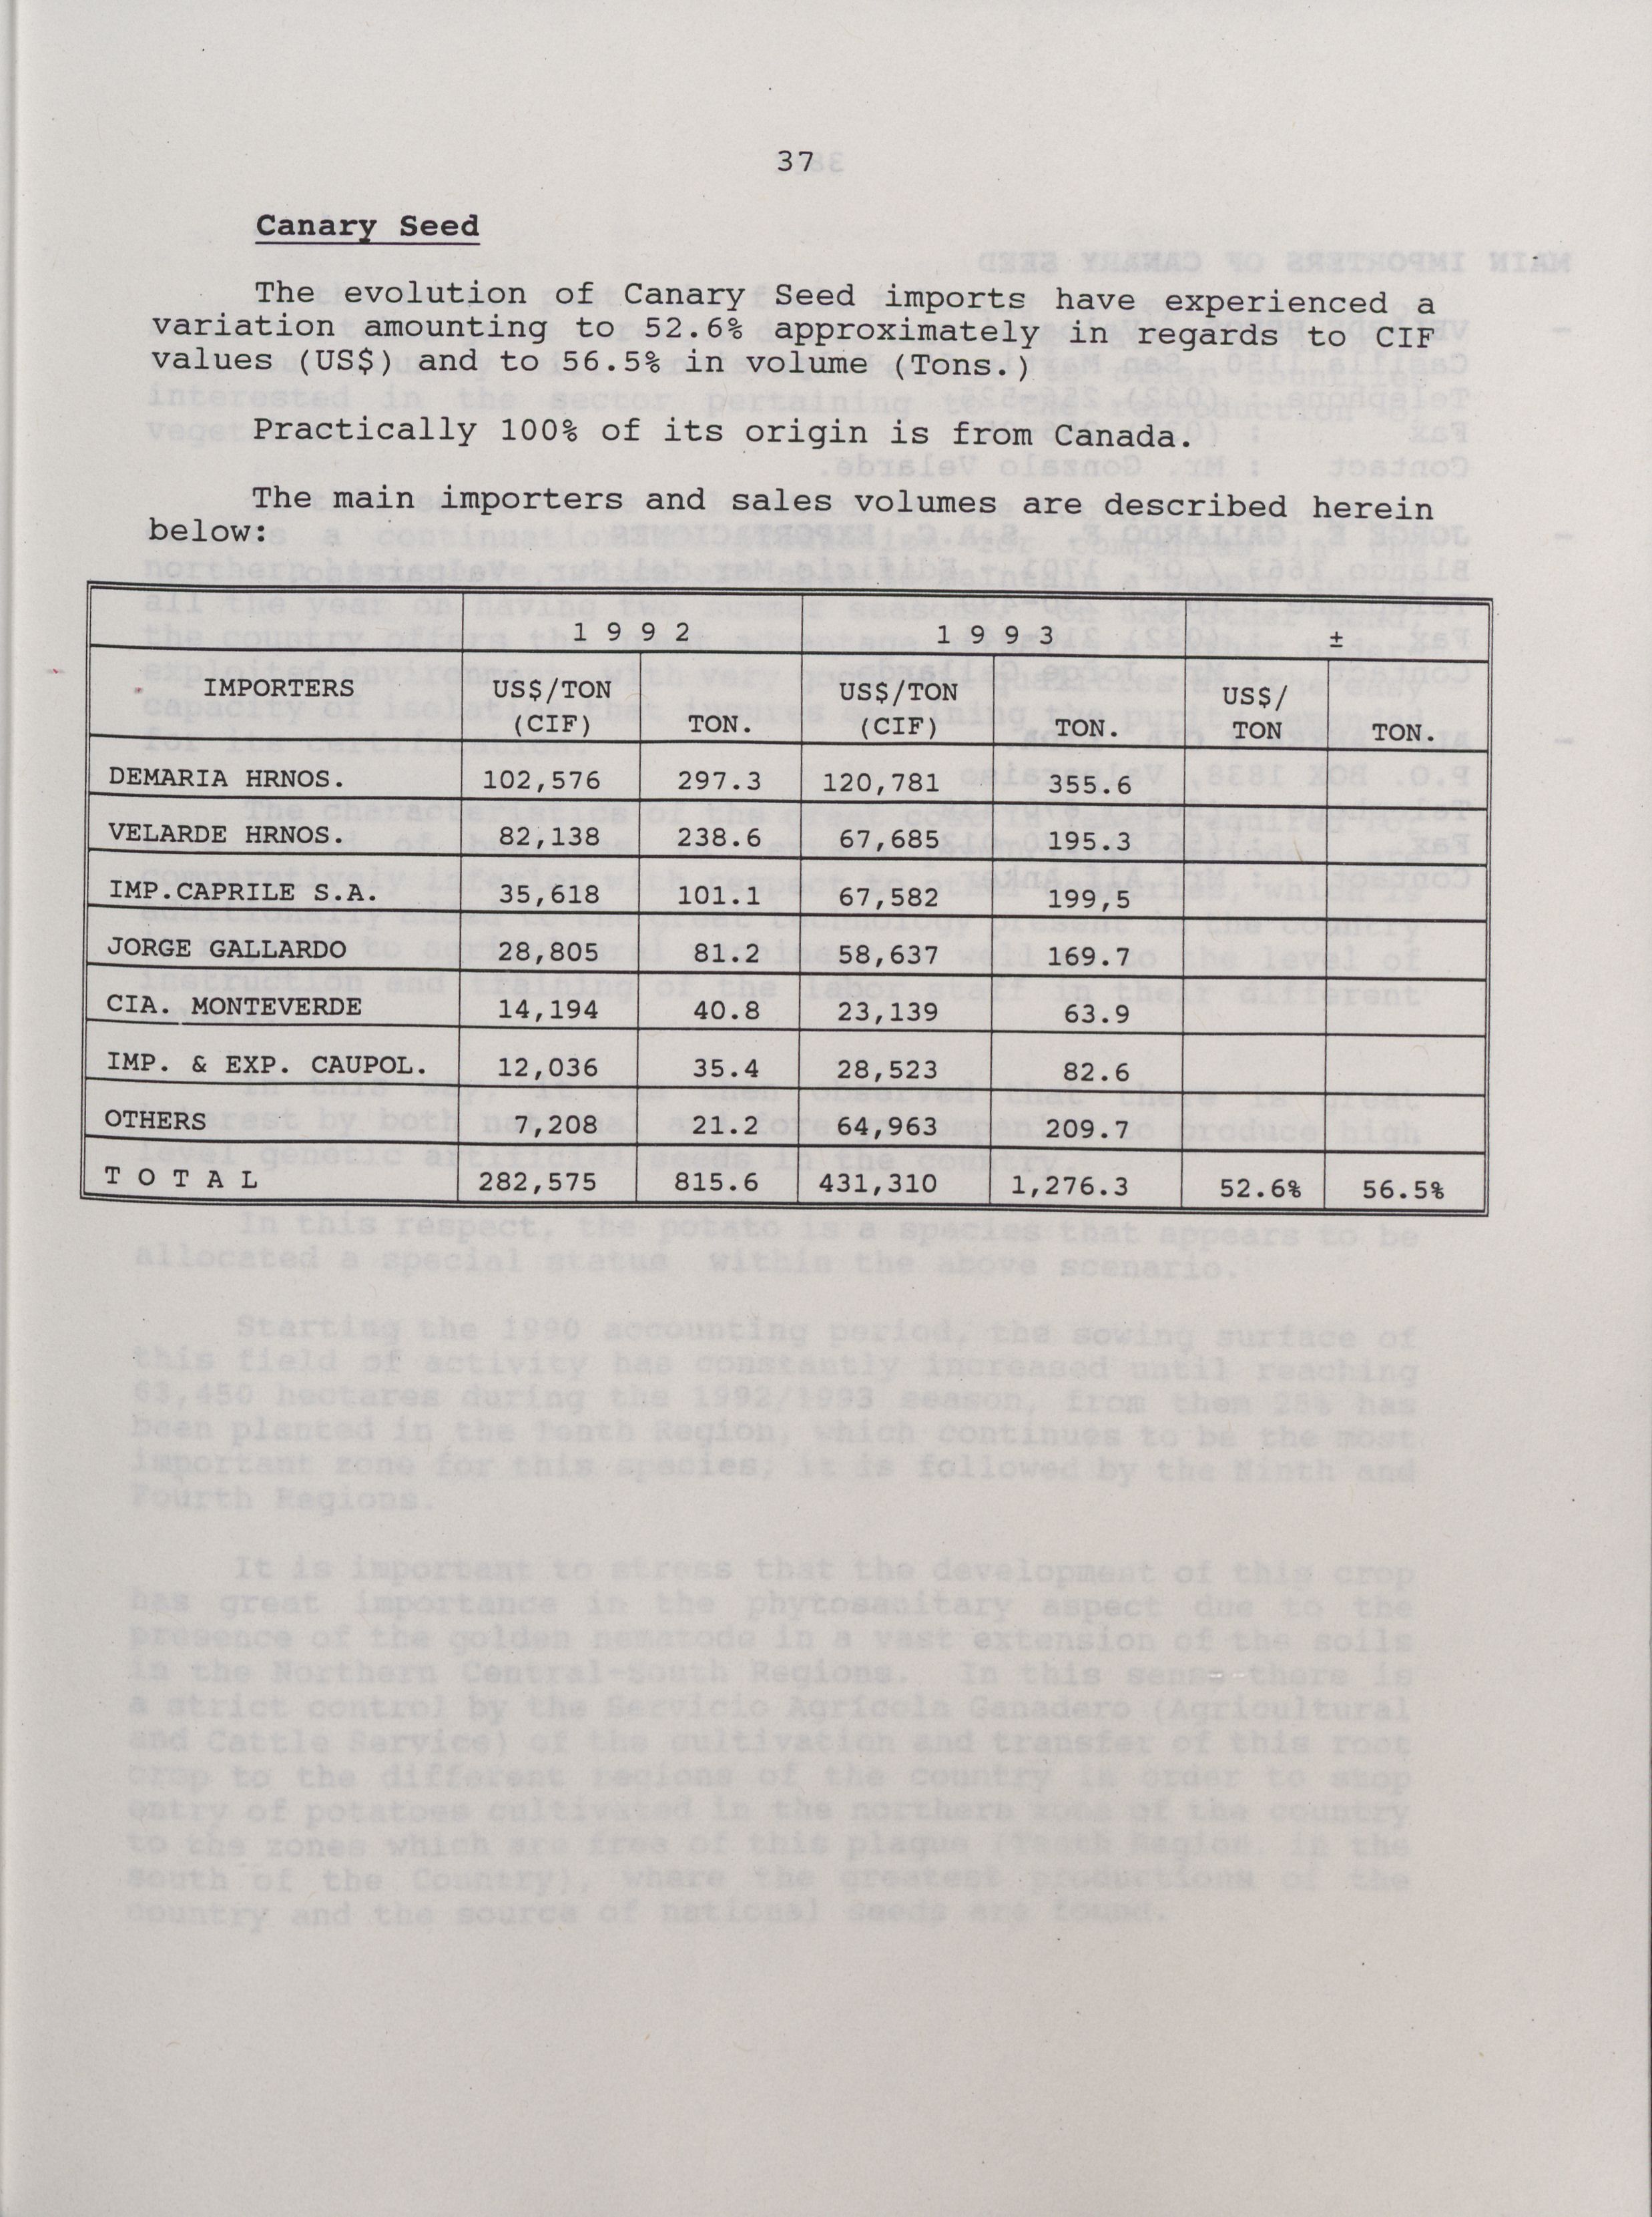 37
Canary Seed
The evolution of Canary Seed imports have experienced a
variation amounting to 52.6% approximately in regards to CIF
values (US$) and to 56.5% in volume (Tons.)
Practically 100% of its origin is from Canada.
The main importers and sales volumes are described herein
below:
1 9 9 2 1 9 9 3 ±
IMPORTERS US$/TON (CIF) TON. US$/TON (CIF) TON. US$/ TON TON.
DEMARIA HRNOS. 102,576 297.3 120,781 355.6
VELARDE HRNOS. 82,138 238.6 67,685 195.3
IMP.CAPRILE S.A. 35,618 101.1 67,582 199,5
JORGE GALLARDO 28,805 81.2 58,637 169.7
CIA. MONTEVERDE 14,194 40.8 23,139 63.9
IMP. & EXP. CAUPOL. 12,036 35.4 28,523 82.6
OTHERS 7,208 21.2 64,963 209.7
T O T A L 282,575 815.6 431,310 1,276.3 52.6% 56.5%